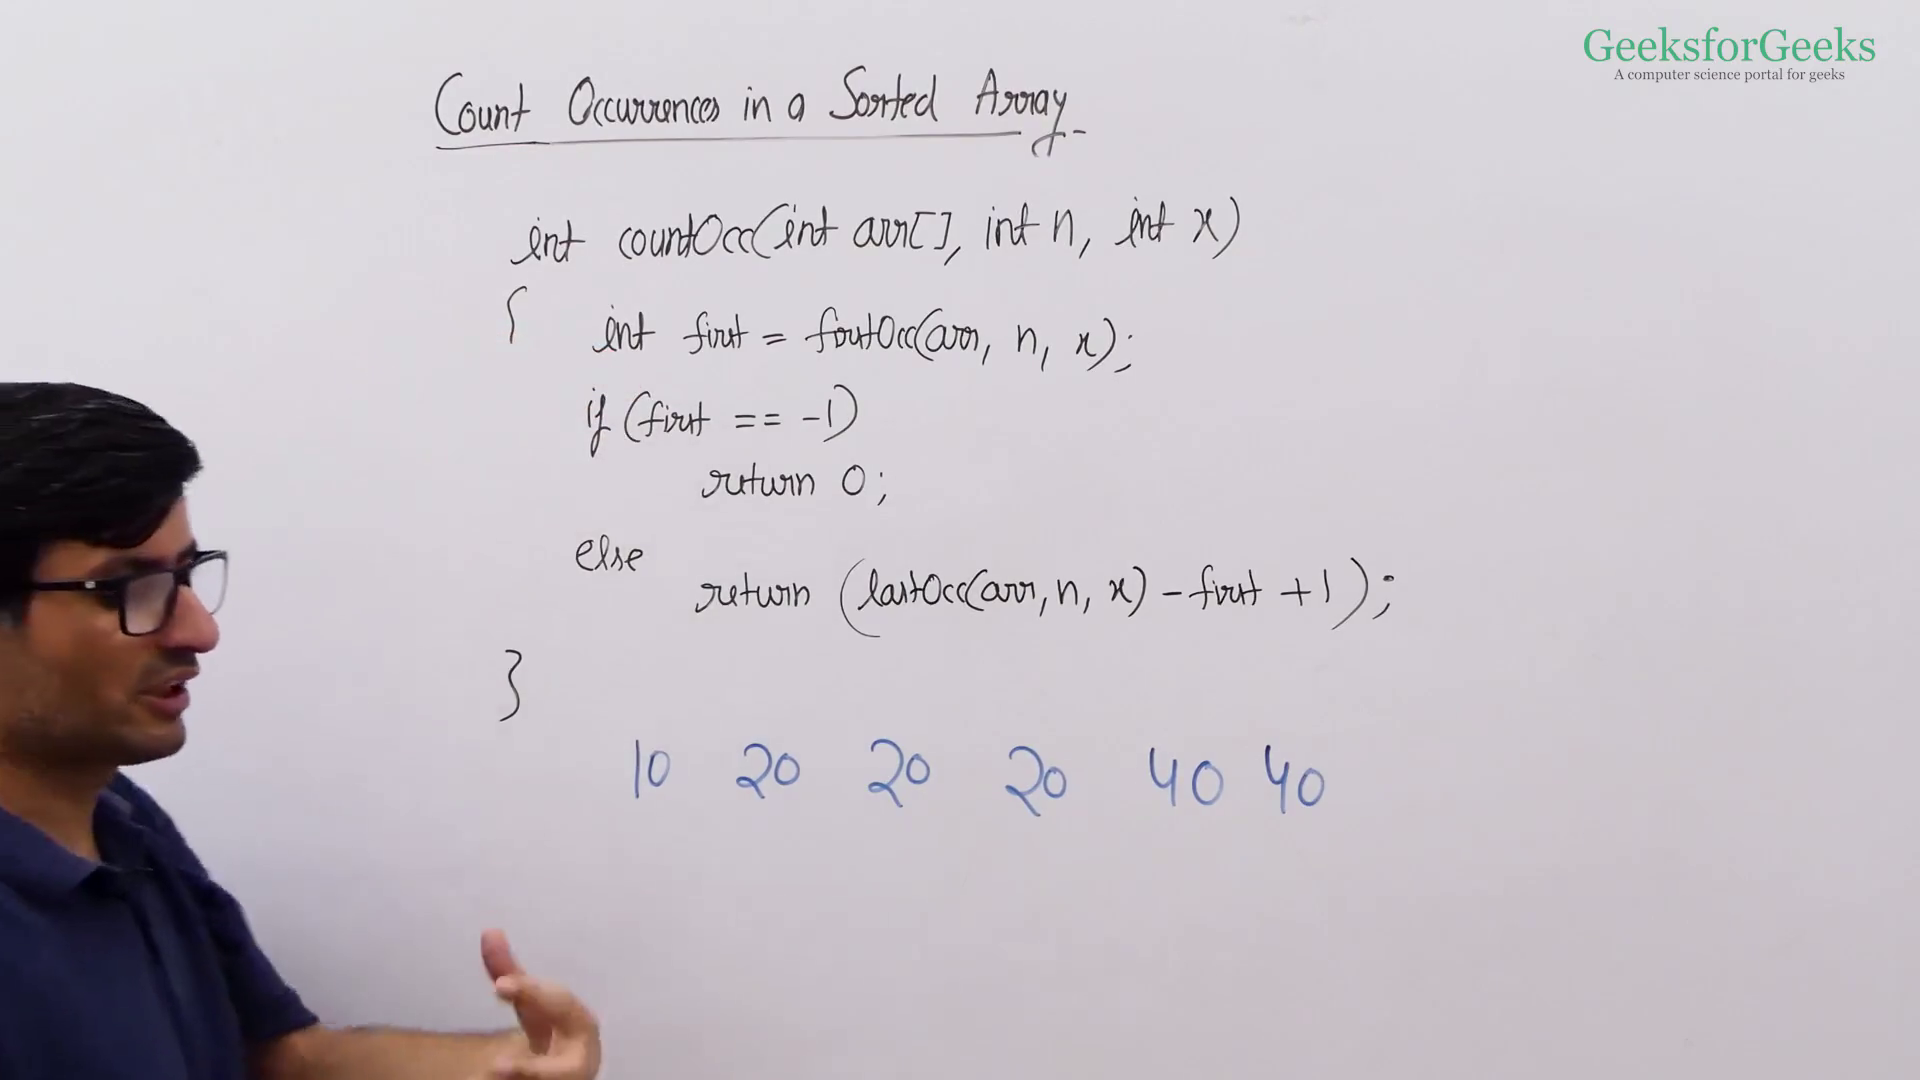 GeeksforGeeks
A computer science portal for geeks
Count Occurrences in a Sorted Array
int countOcc(int arr[], int n, int x)
{ int first = firstOcc(arr, n, x);
if (first == -1)
return 0;
else
return (lastOcc(arr, n, x) - first + 1);
}
10 20 20 20 40 40